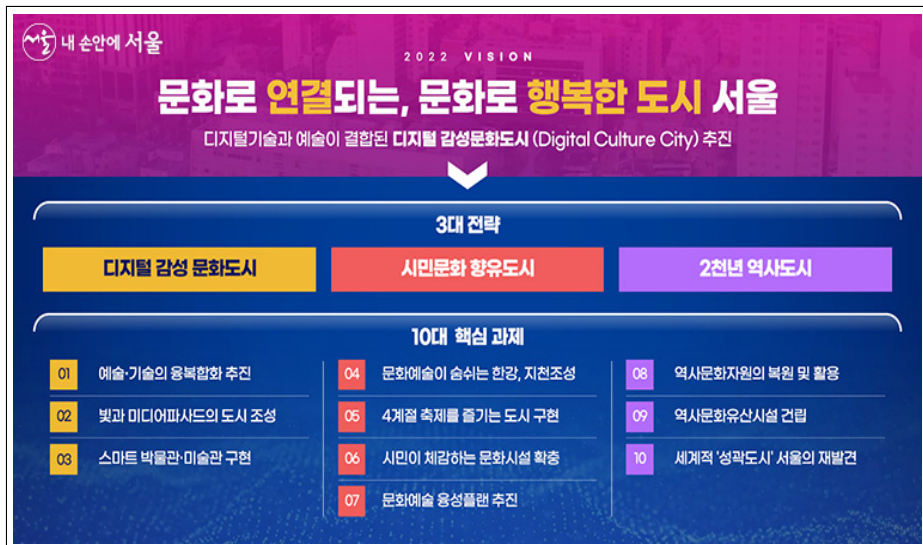 서울 내 손안에 서울
2022 VISION
문화로 연결되는, 문화로 행복한 도시 서울
디지털기술과 예술이 결합된 디지털 감성문화도시 (Digital Culture City) 추진
3대 전략
디지털 감성 문화도시
시민문화 향유도시
2천년 역사도시
10대 핵심 과제
01 예술·기술의 융복합화 추진
02 빛과 미디어파사드의 도시 조성
03 스마트 박물관·미술관 구현
04 문화예술이 숨쉬는 한강, 지천조성
05 4계절 축제를 즐기는 도시 구현
06 시민이 체감하는 문화시설 확충
07 문화예술 융성플랜 추진
08 역사문화자원의 복원 및 활용
09 역사문화유산시설 건립
10 세계적 '성곽도시' 서울의 재발견